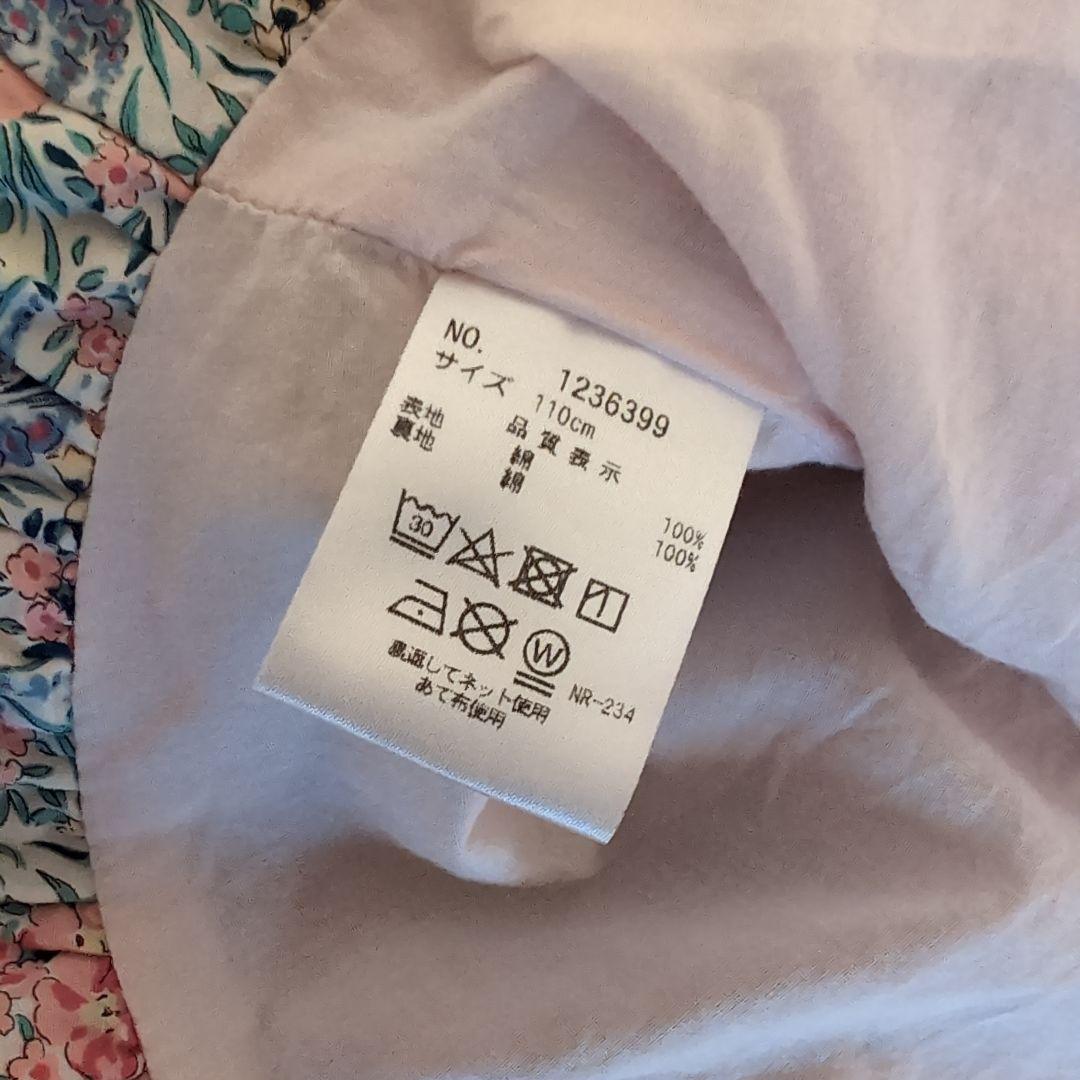 NO. 1236399
サイズ 110cm
品質表示
表地 綿 100%
裏地 綿 100%
30
W
裏返してネット使用
あて布使用
NR-234